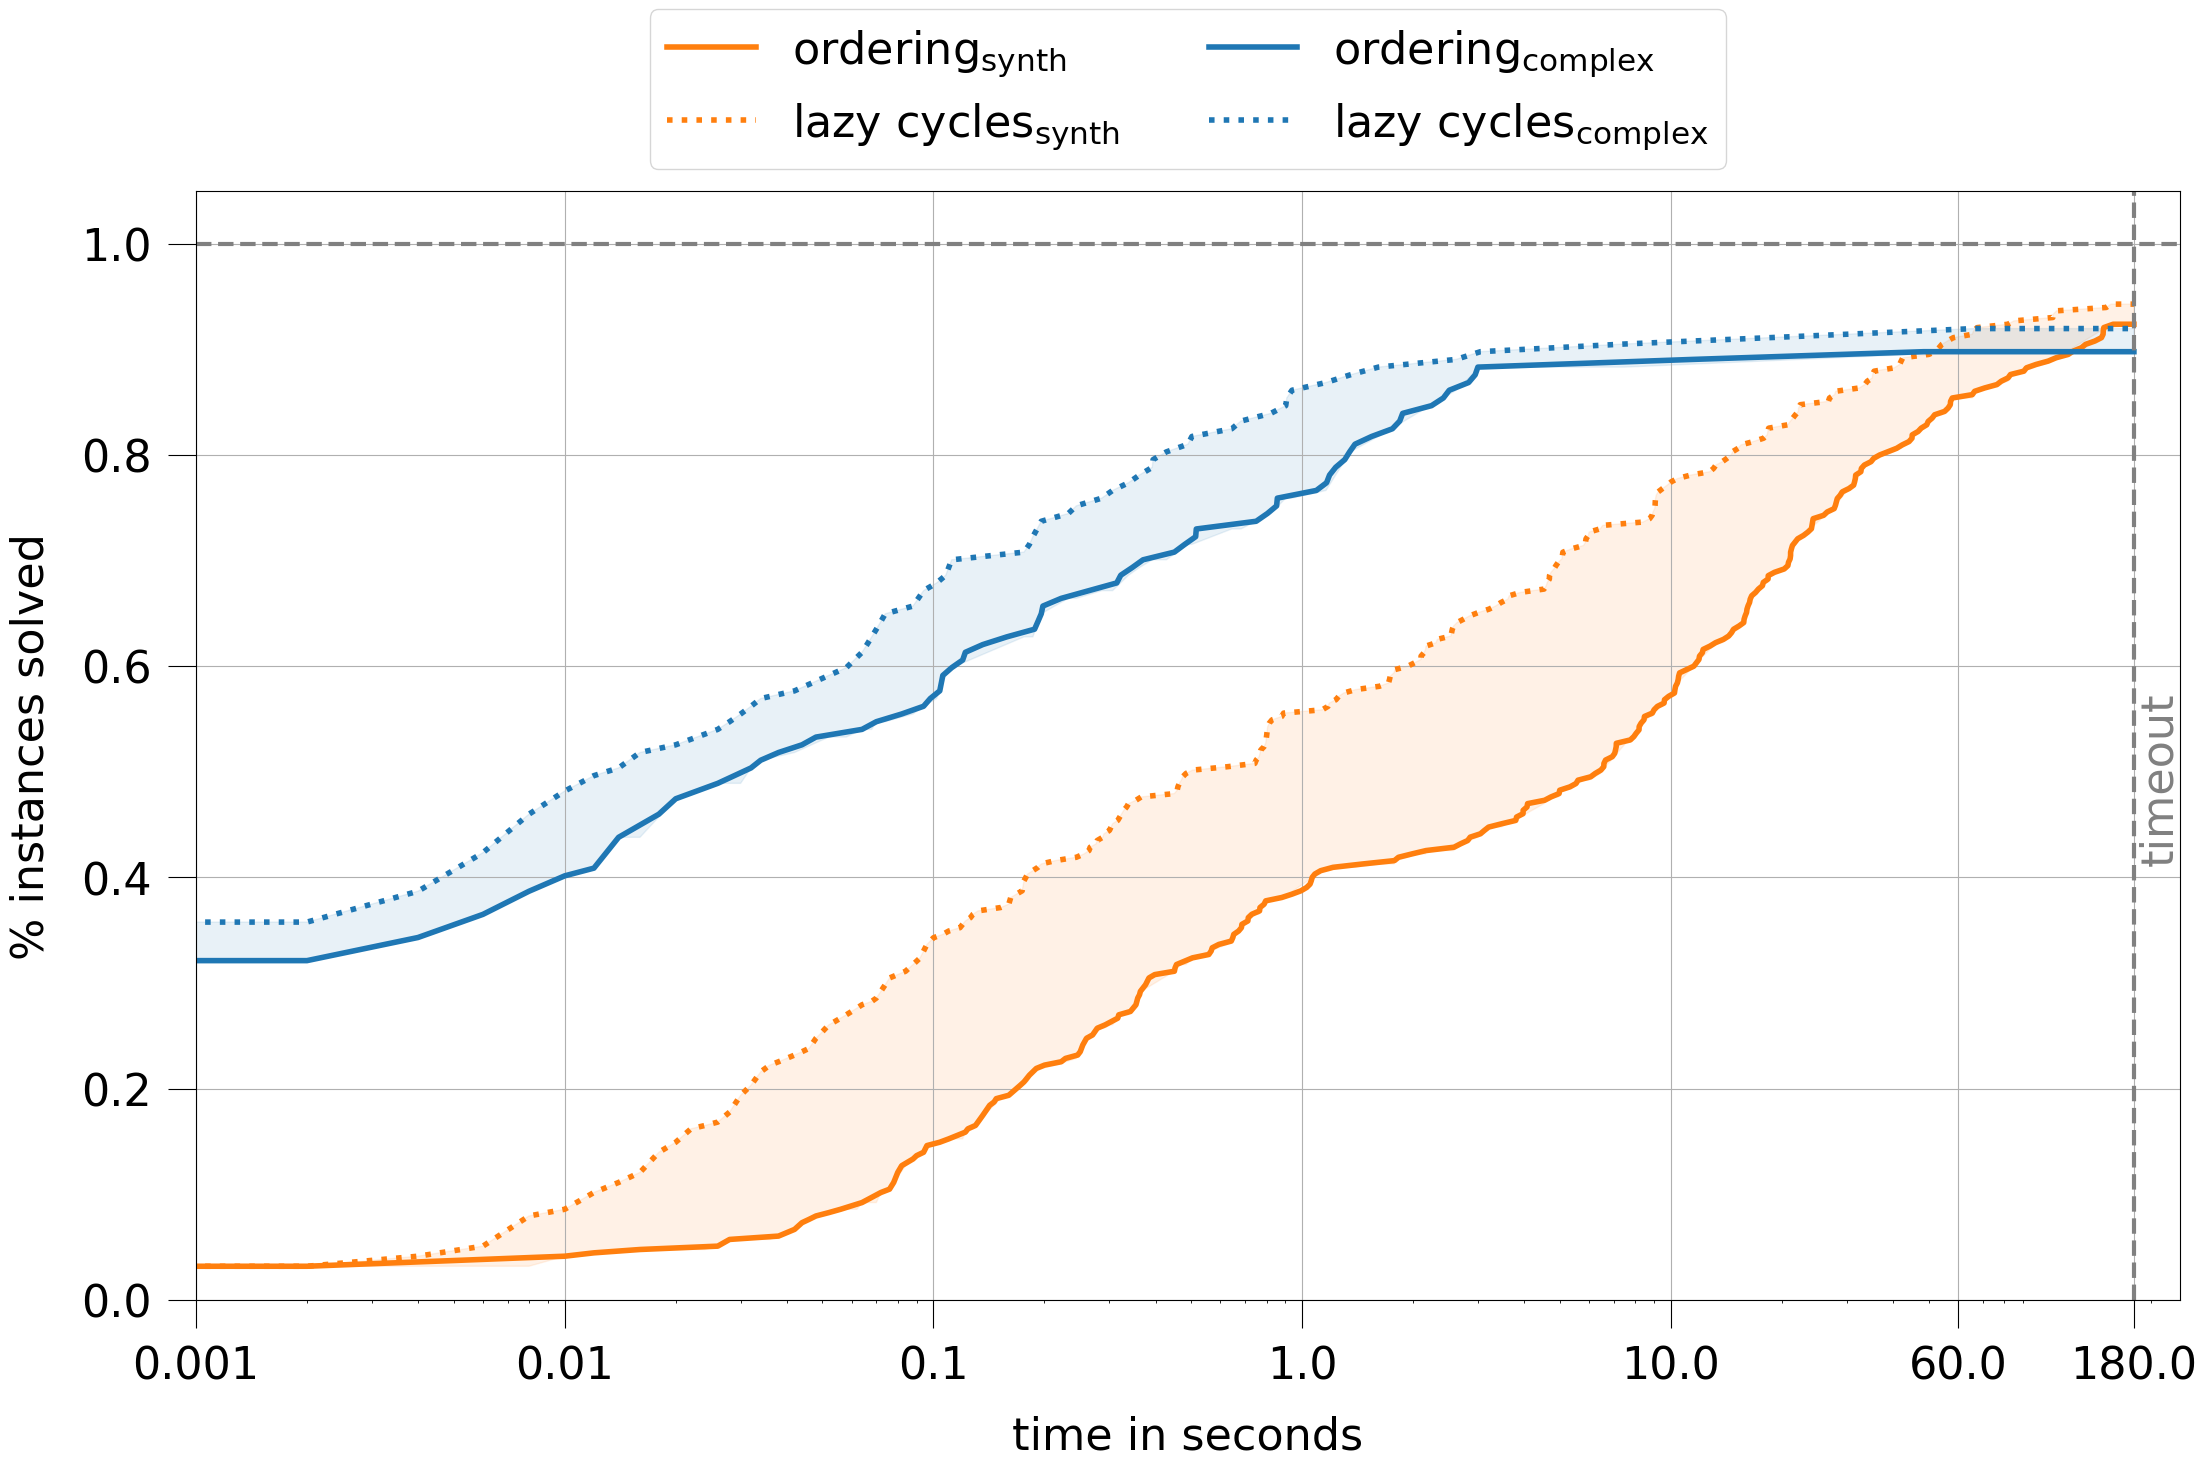 ordering_synth ordering_complex
lazy cycles_synth lazy cycles_complex
1.0
0.8
0.6
0.4
0.2
0.0
% instances solved
timeout
0.001 0.01 0.1 1.0 10.0 60.0 180.0
time in seconds